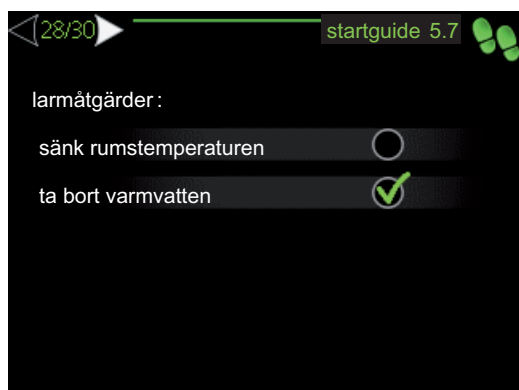 28/30 startguide 5.7
larmåtgärder :
sänk rumstemperaturen
ta bort varmvatten